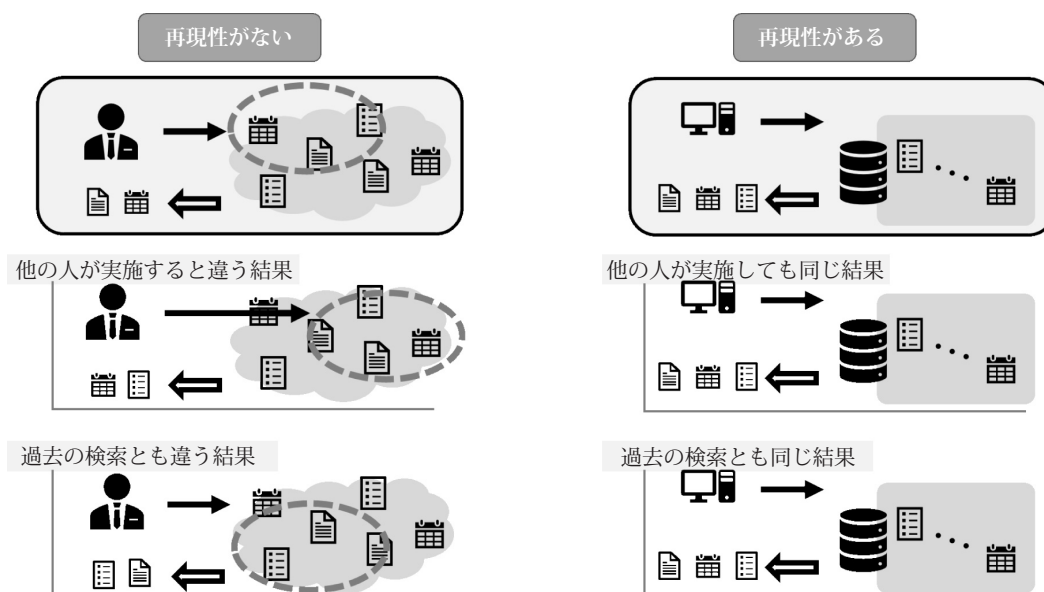 再現性がない
再現性がある
他の人が実施すると違う結果
他の人が実施しても同じ結果
過去の検索とも違う結果
過去の検索とも同じ結果